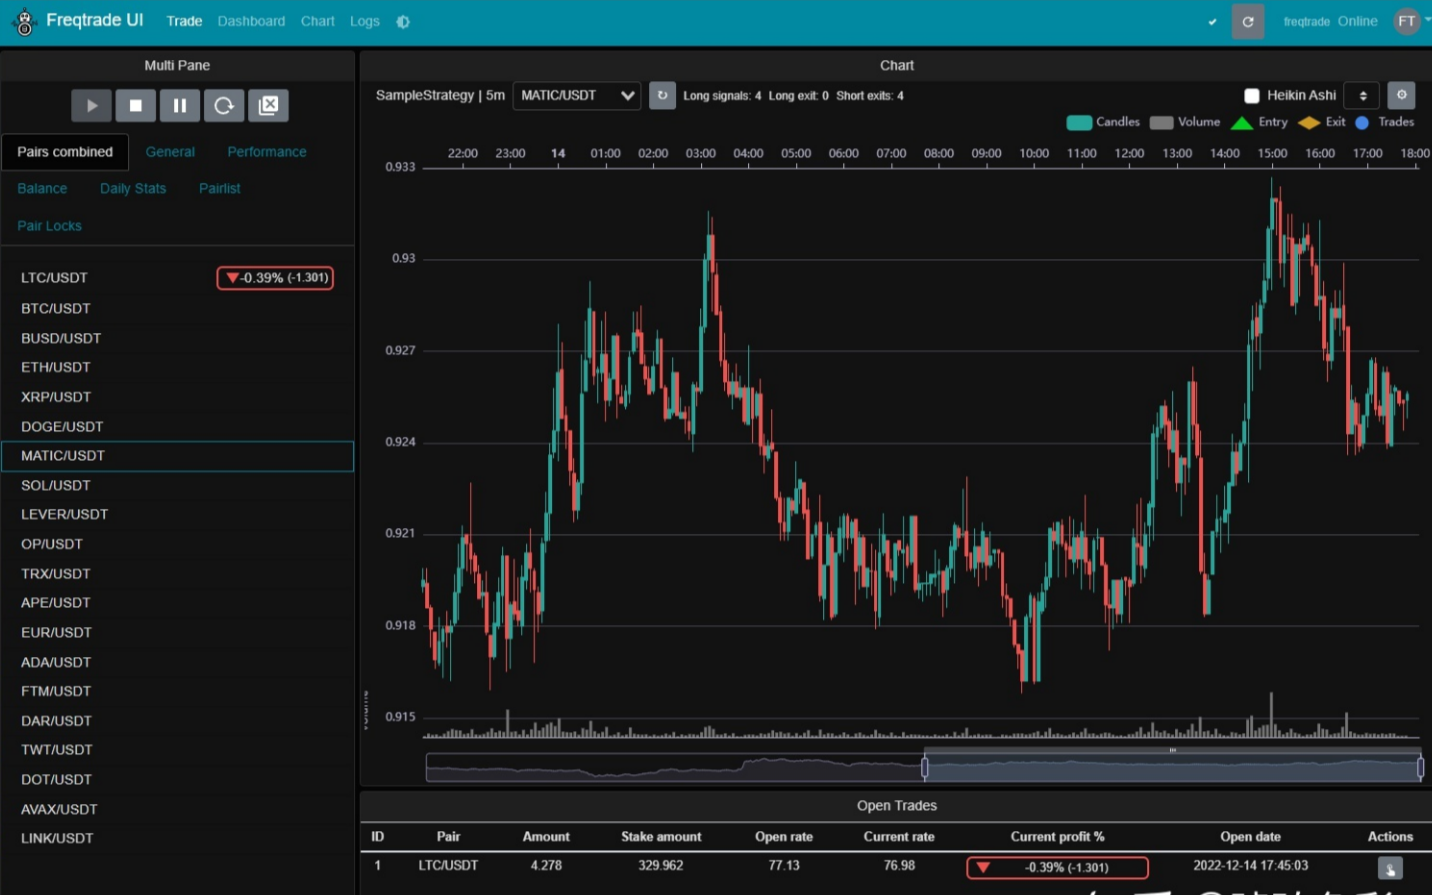 Freqtrade UI Trade Dashboard Chart Logs
freqtrade Online FT
Multi Pane
Pairs combined General Performance
Balance Daily Stats Pairlist
Pair Locks
LTC/USDT -0.39% (-1.301)
BTC/USDT
BUSD/USDT
ETH/USDT
XRP/USDT
DOGE/USDT
MATIC/USDT
SOL/USDT
LEVER/USDT
OP/USDT
TRX/USDT
APE/USDT
EUR/USDT
ADA/USDT
FTM/USDT
DAR/USDT
TWT/USDT
DOT/USDT
AVAX/USDT
LINK/USDT
Chart
SampleStrategy | 5m MATIC/USDT Long signals: 4 Long exit: 0 Short exits: 4 Heikin Ashi
Candles Volume Entry Exit Trades
22:00 23:00 14 01:00 02:00 03:00 04:00 05:00 06:00 07:00 08:00 09:00 10:00 11:00 12:00 13:00 14:00 15:00 16:00 17:00 18:00
0.933
0.93
0.927
0.924
0.921
0.918
0.915
Open Trades
ID Pair Amount Stake amount Open rate Current rate Current profit % Open date Actions
1 LTC/USDT 4.278 329.962 77.13 76.98 -0.39% (-1.301) 2022-12-14 17:45:03